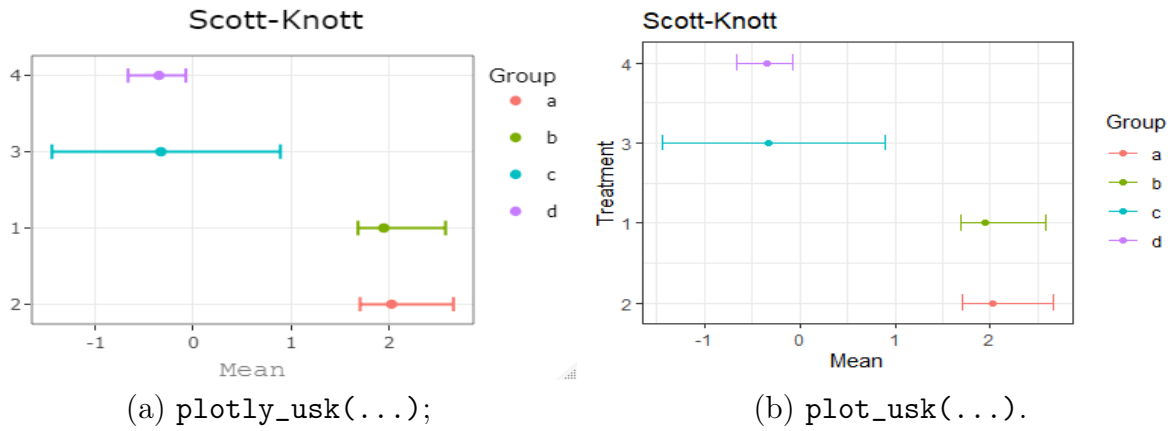 Scott-Knott
4
3
1
2
-1 0 1 2
Mean
Group
a
b
c
d
(a) plotly_usk(...);
Scott-Knott
Treatment
4
3
1
2
-1 0 1 2
Mean
Group
a
b
c
d
(b) plot_usk(...).